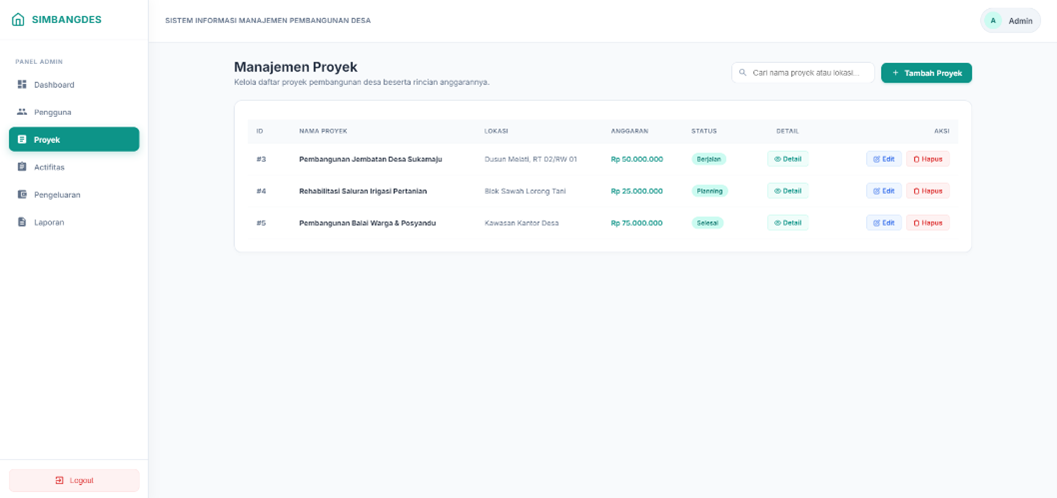 SIMBANGDES
SISTEM INFORMASI MANAJEMEN PEMBANGUNAN DESA
A Admin
PANEL ADMIN
Dashboard
Pengguna
Proyek
Actifitas
Pengeluaran
Laporan
Logout
Manajemen Proyek
Kelola daftar proyek pembangunan desa beserta rincian anggarannya.
Cari nama proyek atau lokasi...
+ Tambah Proyek
ID NAMA PROYEK LOKASI ANGGARAN STATUS DETAIL AKSI
#3 Pembangunan Jembatan Desa Sukamaju Dusun Melati, RT 02/RW 01 Rp 50.000.000 Berjalan Detail Edit Hapus
#4 Rehabilitasi Saluran Irigasi Pertanian Blok Sawah Lorong Tani Rp 25.000.000 Planning Detail Edit Hapus
#5 Pembangunan Balai Warga & Posyandu Kawasan Kantor Desa Rp 75.000.000 Selesai Detail Edit Hapus